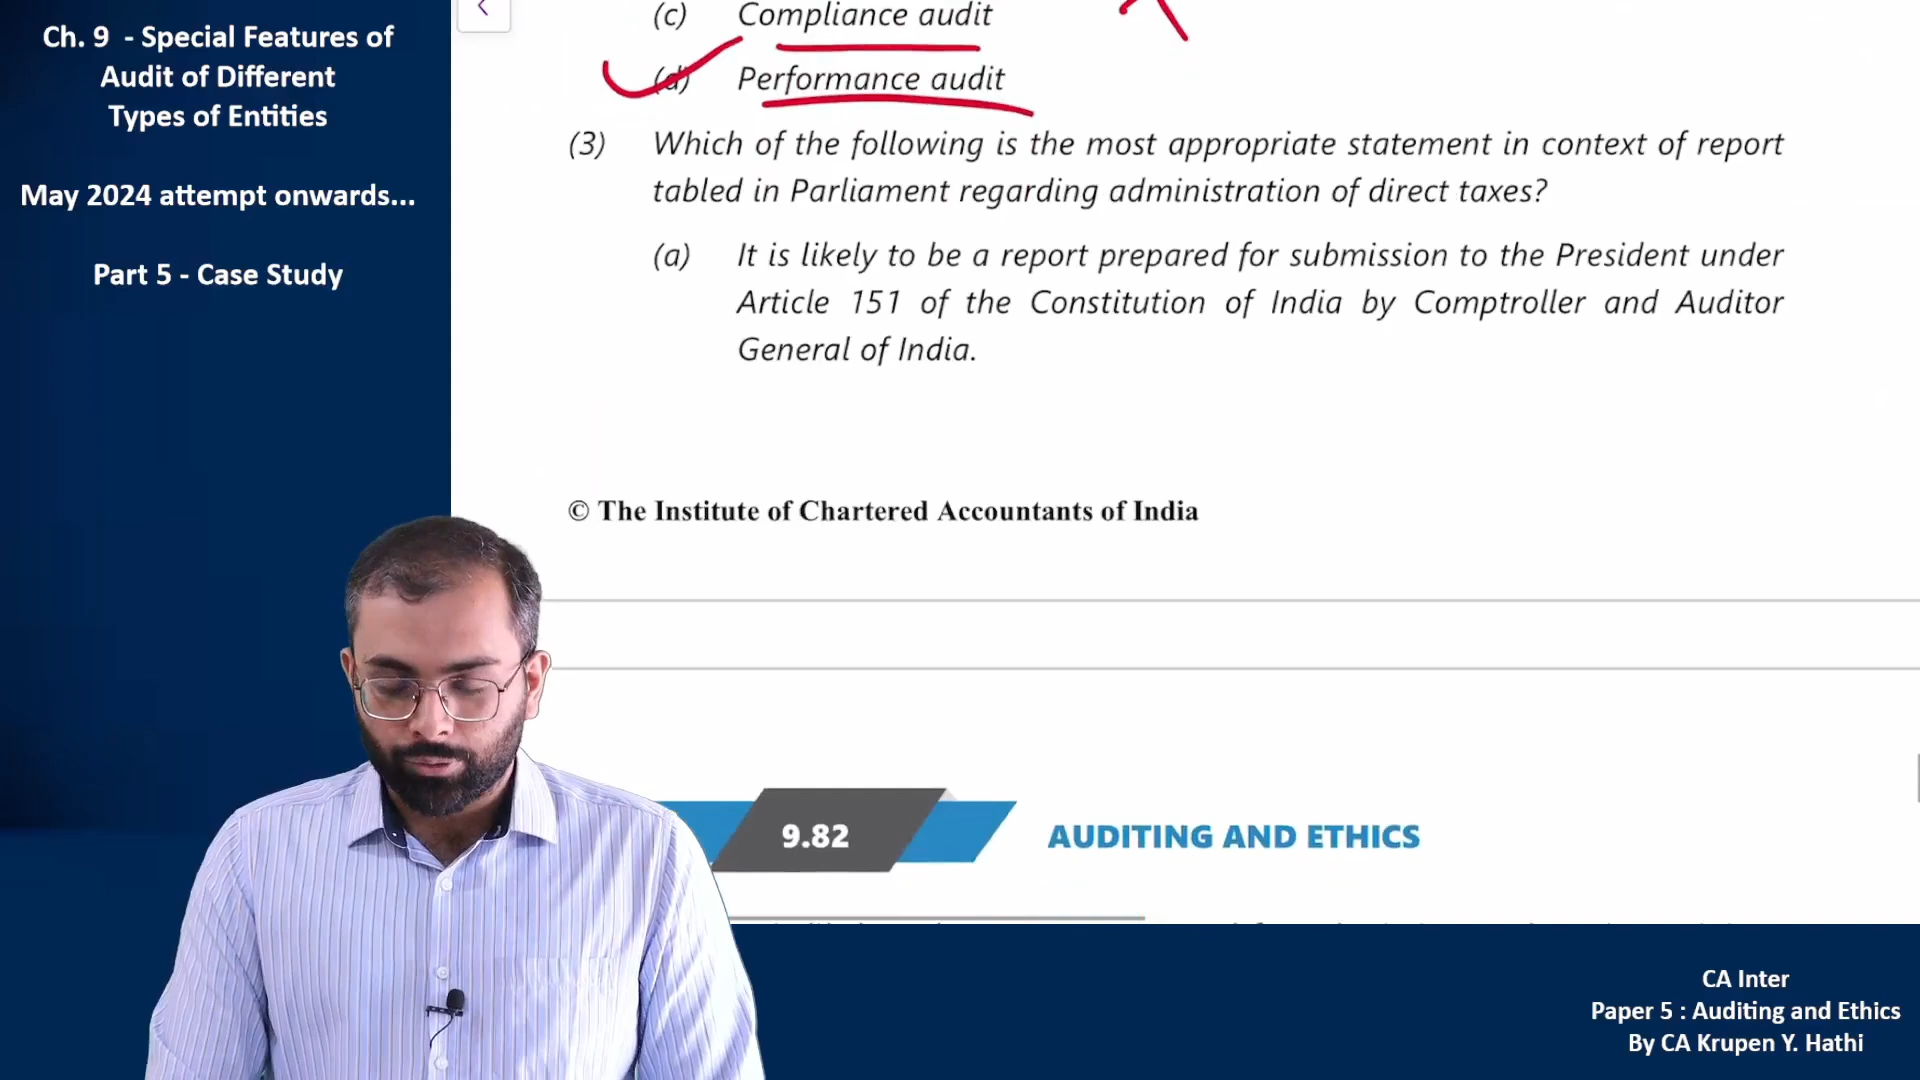 Ch. 9 - Special Features of
Audit of Different
Types of Entities
May 2024 attempt onwards...
Part 5 - Case Study
(c) Compliance audit
(d) Performance audit
(3) Which of the following is the most appropriate statement in context of report
tabled in Parliament regarding administration of direct taxes?
(a) It is likely to be a report prepared for submission to the President under
Article 151 of the Constitution of India by Comptroller and Auditor
General of India.
© The Institute of Chartered Accountants of India
9.82 AUDITING AND ETHICS
CA Inter
Paper 5 : Auditing and Ethics
By CA Krupen Y. Hathi